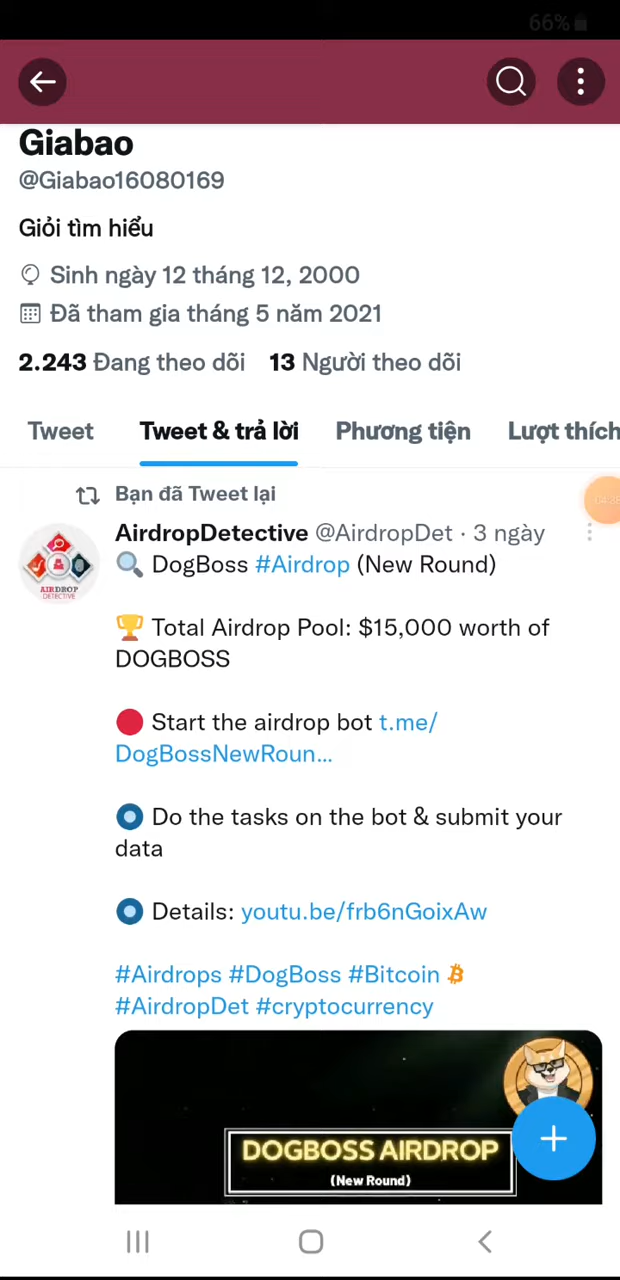 66%
Giabao
@Giabao16080169
Giỏi tìm hiểu
Sinh ngày 12 tháng 12, 2000
Đã tham gia tháng 5 năm 2021
2.243 Đang theo dõi 13 Người theo dõi
Tweet Tweet & trả lời Phương tiện Lượt thích
Bạn đã Tweet lại
AirdropDetective @AirdropDet · 3 ngày
DogBoss #Airdrop (New Round)
Total Airdrop Pool: $15,000 worth of
DOGBOSS
Start the airdrop bot t.me/
DogBossNewRoun...
Do the tasks on the bot & submit your
data
Details: youtu.be/frb6nGoixAw
#Airdrops #DogBoss #Bitcoin
#AirdropDet #cryptocurrency
AIRDROP
DETECTIVE
DOGBOSS AIRDROP
(New Round)